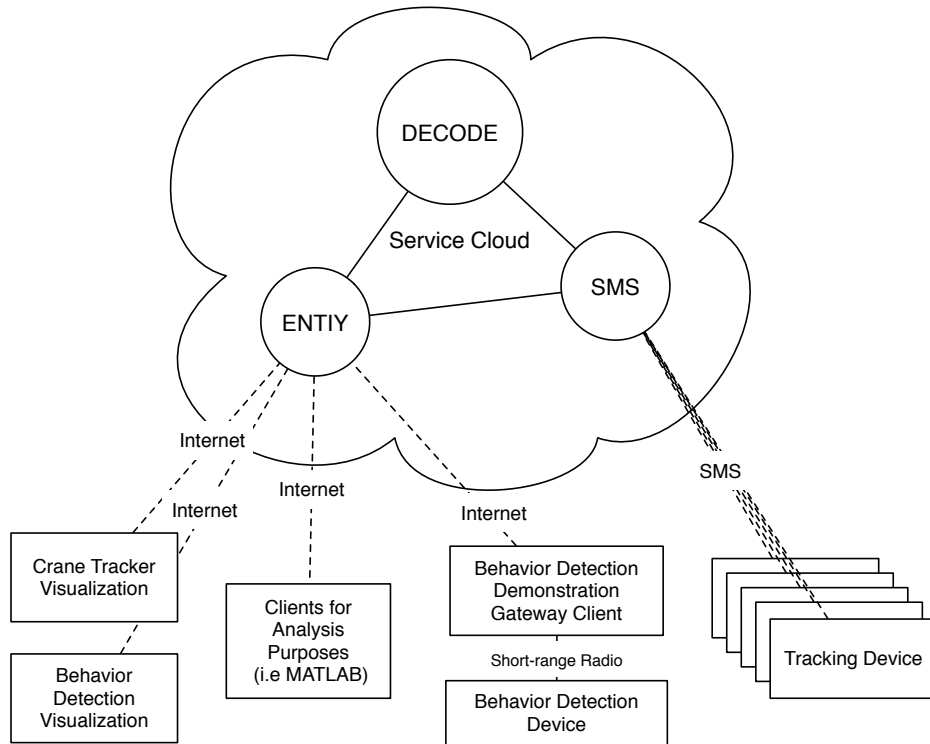 DECODE
Service Cloud
SMS
ENTIY
Internet
Internet
Internet
Internet
SMS
Crane Tracker
Visualization
Behavior
Detection
Visualization
Clients for
Analysis
Purposes
(i.e MATLAB)
Behavior Detection
Demonstration
Gateway Client
Short-range Radio
Behavior Detection
Device
Tracking Device